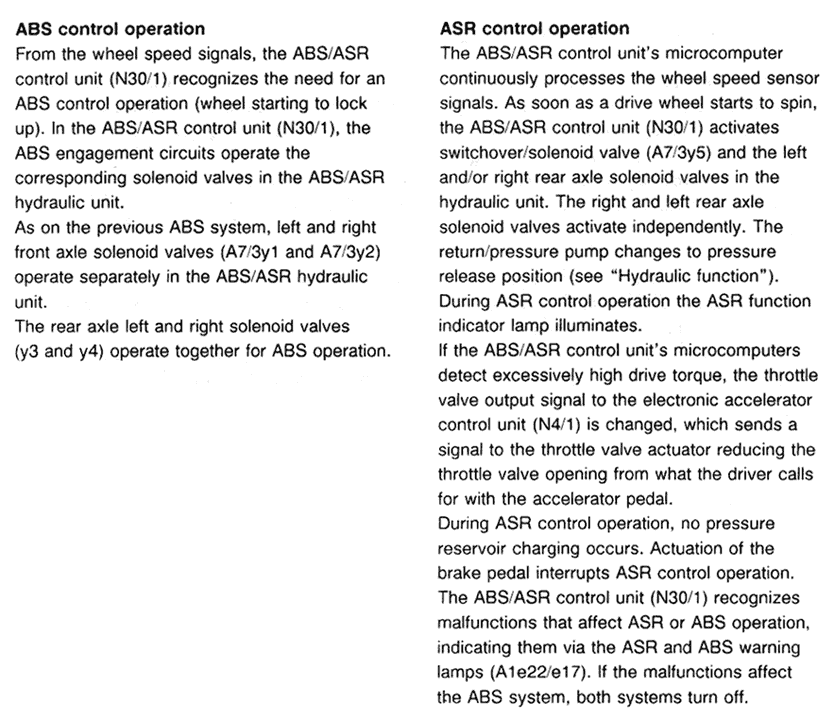 ABS control operation
From the wheel speed signals, the ABS/ASR
control unit (N30/1) recognizes the need for an
ABS control operation (wheel starting to lock
up). In the ABS/ASR control unit (N30/1), the
ABS engagement circuits operate the
corresponding solenoid valves in the ABS/ASR
hydraulic unit.
As on the previous ABS system, left and right
front axle solenoid valves (A7/3y1 and A7/3y2)
operate separately in the ABS/ASR hydraulic
unit.
The rear axle left and right solenoid valves
(y3 and y4) operate together for ABS operation.
ASR control operation
The ABS/ASR control unit's microcomputer
continuously processes the wheel speed sensor
signals. As soon as a drive wheel starts to spin,
the ABS/ASR control unit (N30/1) activates
switchover/solenoid valve (A7/3y5) and the left
and/or right rear axle solenoid valves in the
hydraulic unit. The right and left rear axle
solenoid valves activate independently. The
return/pressure pump changes to pressure
release position (see "Hydraulic function").
During ASR control operation the ASR function
indicator lamp illuminates.
If the ABS/ASR control unit's microcomputers
detect excessively high drive torque, the throttle
valve output signal to the electronic accelerator
control unit (N4/1) is changed, which sends a
signal to the throttle valve actuator reducing the
throttle valve opening from what the driver calls
for with the accelerator pedal.
During ASR control operation, no pressure
reservoir charging occurs. Actuation of the
brake pedal interrupts ASR control operation.
The ABS/ASR control unit (N30/1) recognizes
malfunctions that affect ASR or ABS operation,
indicating them via the ASR and ABS warning
lamps (A1e22/e17). If the malfunctions affect
the ABS system, both systems turn off.